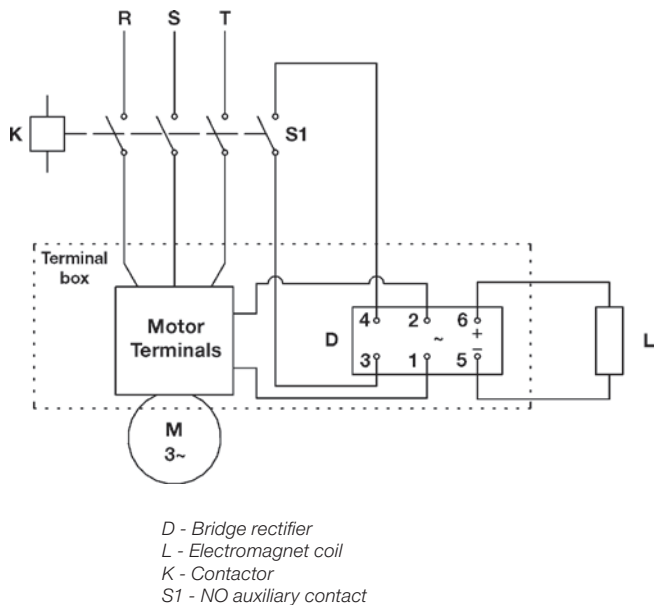 R S T
K
S1
Terminal
box
Motor
Terminals
D
4 2 6
~ +
–
3 1 5
L
M
3~
D - Bridge rectifier
L - Electromagnet coil
K - Contactor
S1 - NO auxiliary contact